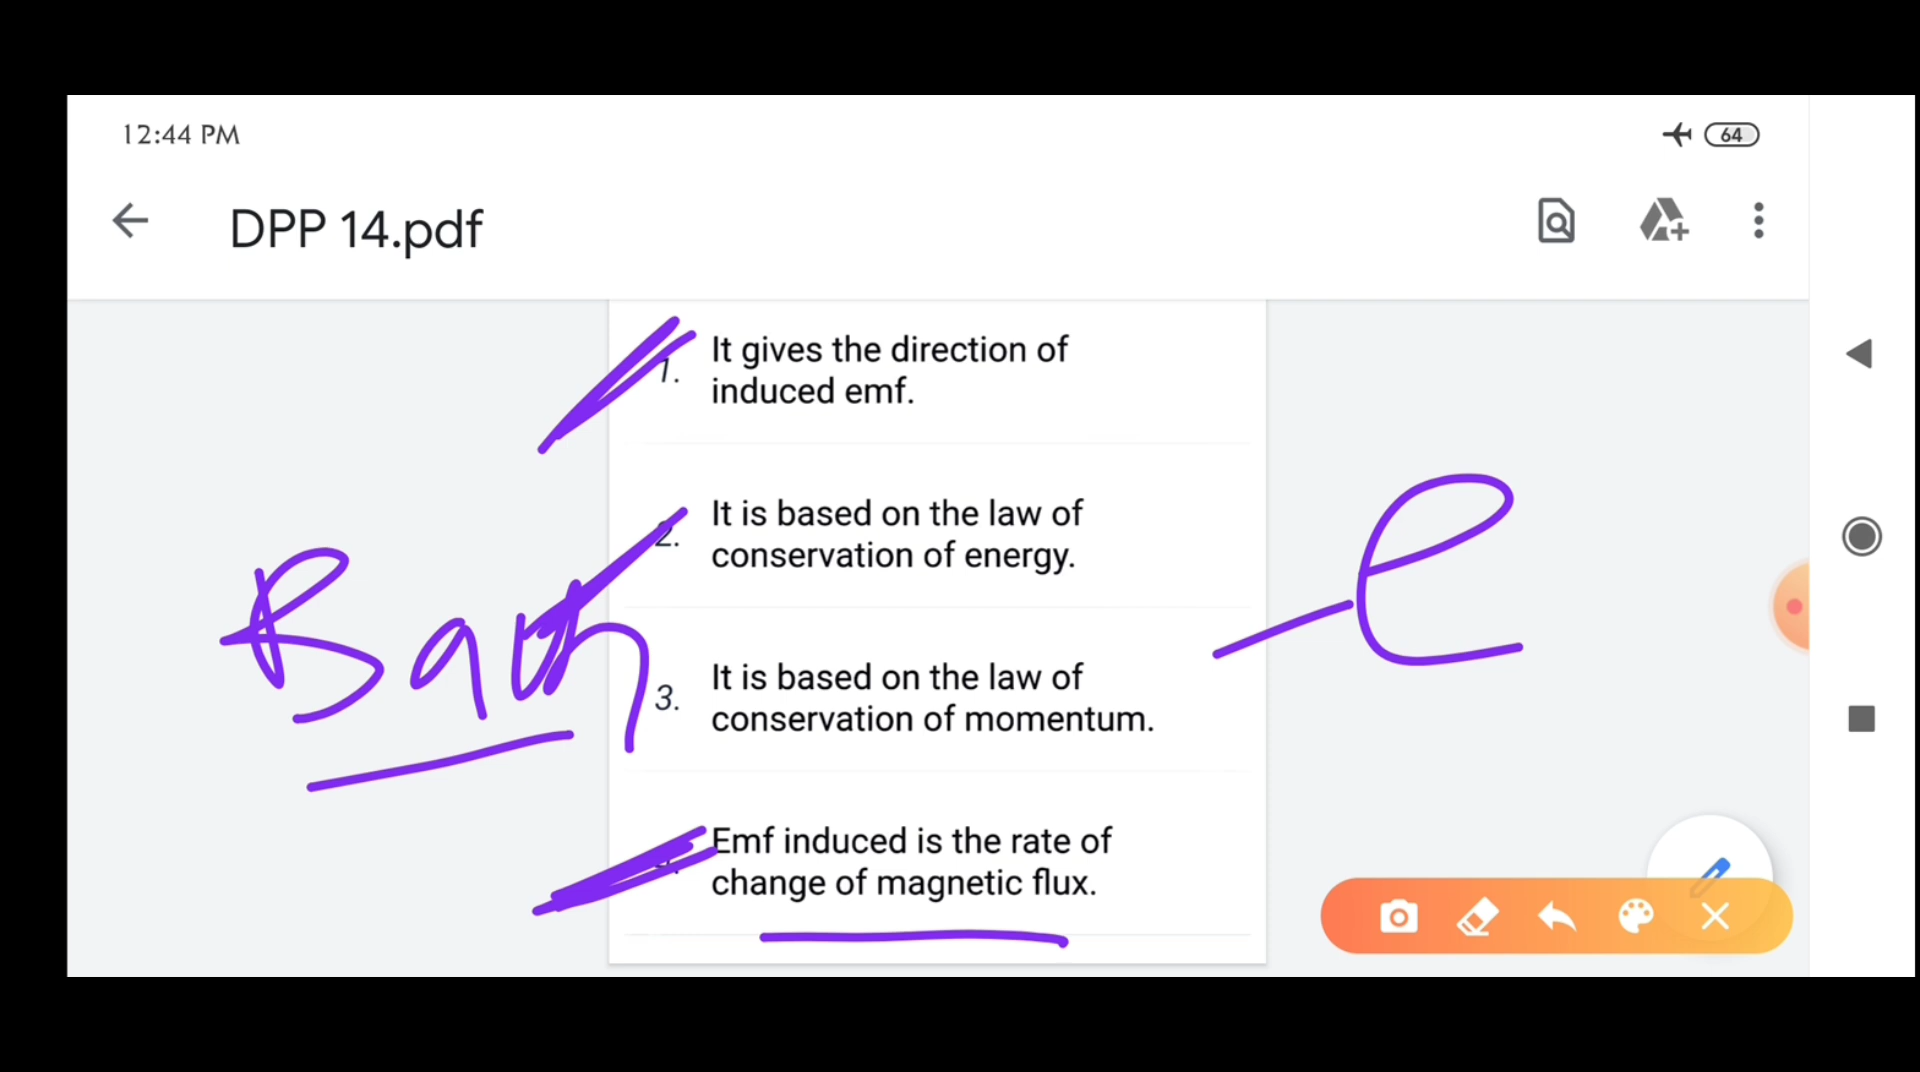 12:44 PM
64
DPP 14.pdf
1. It gives the direction of
induced emf.
2. It is based on the law of
conservation of energy.
3. It is based on the law of
conservation of momentum.
Emf induced is the rate of
change of magnetic flux.
e